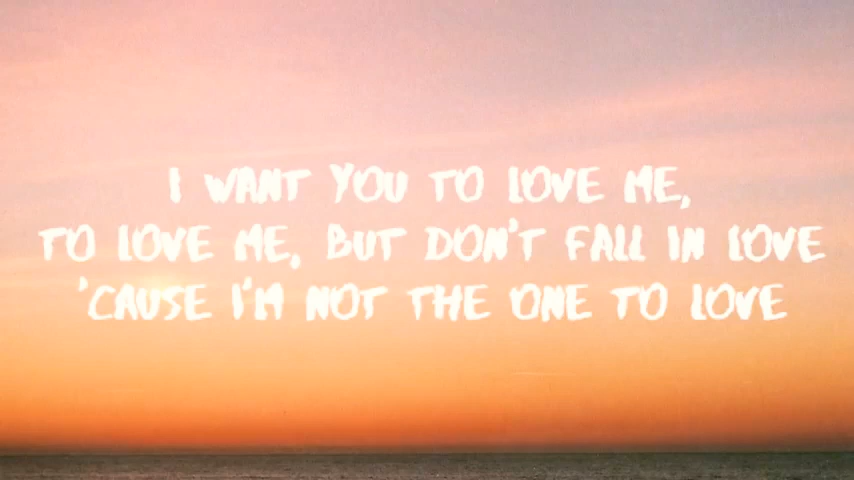 I WANT YOU TO LOVE ME,
TO LOVE ME, BUT DON'T FALL IN LOVE
'CAUSE I'M NOT THE ONE TO LOVE